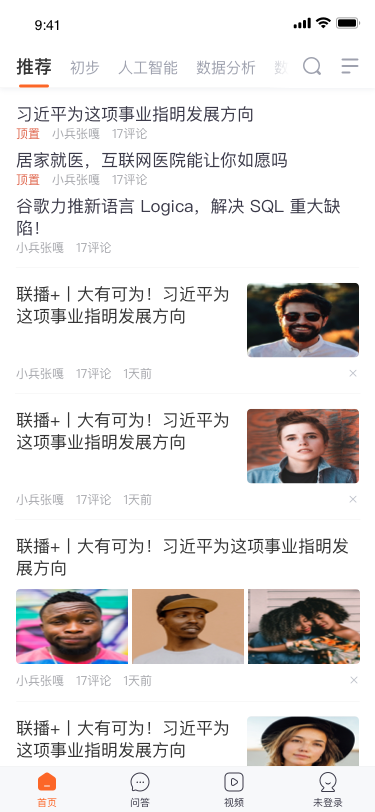 9:41
推荐 初步 人工智能 数据分析 数
习近平为这项事业指明发展方向
顶置 小兵张嘎 17评论
居家就医，互联网医院能让你如愿吗
顶置 小兵张嘎 17评论
谷歌力推新语言 Logica，解决 SQL 重大缺
陷！
小兵张嘎 17评论
联播+丨大有可为！习近平为
这项事业指明发展方向
小兵张嘎 17评论 1天前
联播+丨大有可为！习近平为
这项事业指明发展方向
小兵张嘎 17评论 1天前
联播+丨大有可为！习近平为这项事业指明发
展方向
小兵张嘎 17评论 1天前
联播+丨大有可为！习近平为
这项事业指明发展方向
首页 问答 视频 未登录